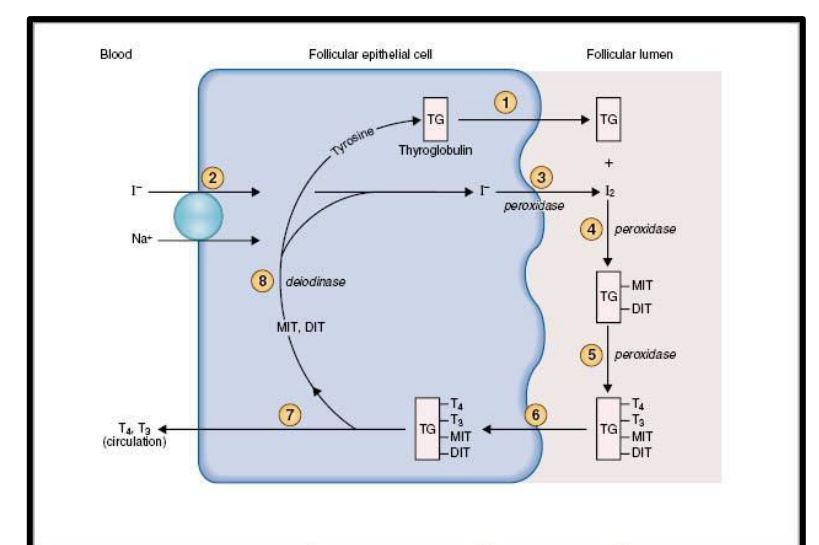 Blood
Follicular epithelial cell
Follicular lumen
1
TG
TG
Tyrosine
Thyroglobulin
+
2
I⁻
I⁻
3
I₂
peroxidase
Na⁺
4
peroxidase
8
deiodinase
TG
MIT
DIT
MIT, DIT
5
peroxidase
7
6
T₄, T₃
(circulation)
TG
T₄
T₃
MIT
DIT
TG
T₄
T₃
MIT
DIT